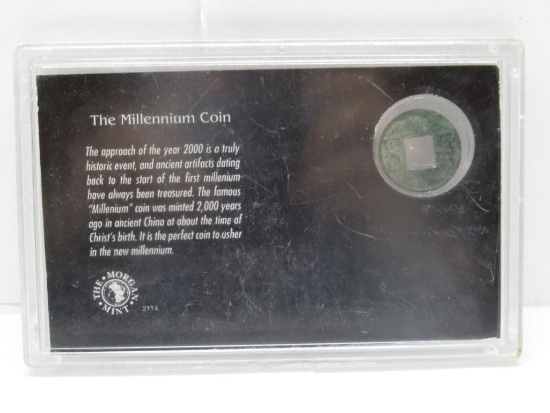 The Millennium Coin
The approach of the year 2000 is a truly
historic event, and ancient artifacts dating
back to the start of the first millenium
have always been treasured. The famous
"Millenium" coin was minted 2,000 years
ago in ancient China at about the time of
Christ's birth. It is the perfect coin to usher
in the new millennium.
THE MORGAN MINT
2114